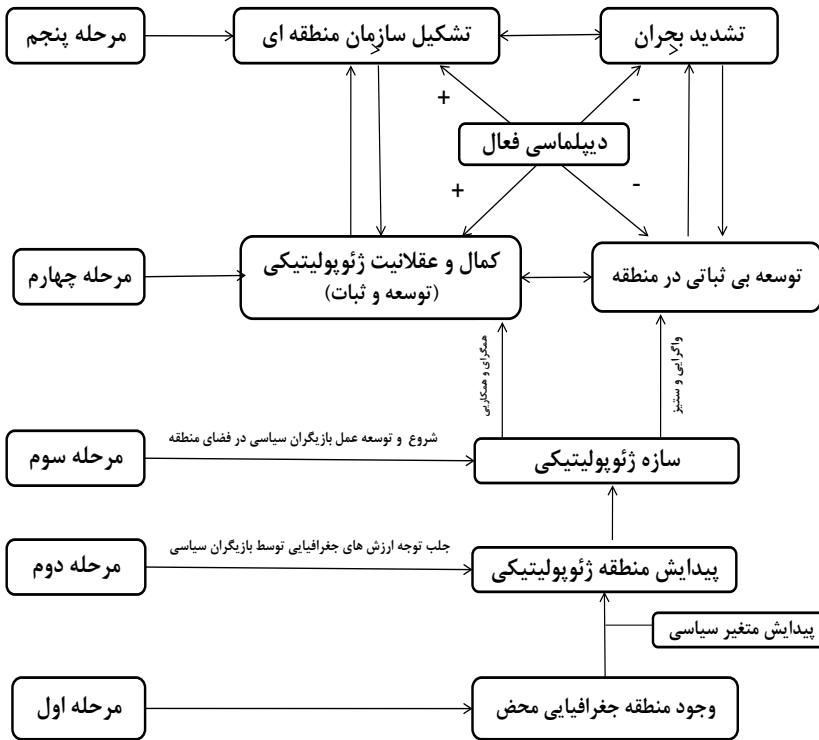 مرحله پنجم
تشکیل سازمان منطقه ای
تشدید بحران
+
-
دیپلماسی فعال
+
-
مرحله چهارم
کمال و عقلانیت ژئوپولیتیکی
(توسعه و ثبات)
توسعه بی ثباتی در منطقه
همگرای و همکاریی
واگرایی و ستیز
مرحله سوم
شروع و توسعه عمل بازیگران سیاسی در فضای منطقه
سازه ژئوپولیتیکی
مرحله دوم
جلب توجه ارزش های جغرافیایی توسط بازیگران سیاسی
پیدایش منطقه ژئوپولیتیکی
پیدایش متغیر سیاسی
مرحله اول
وجود منطقه جغرافیایی محض